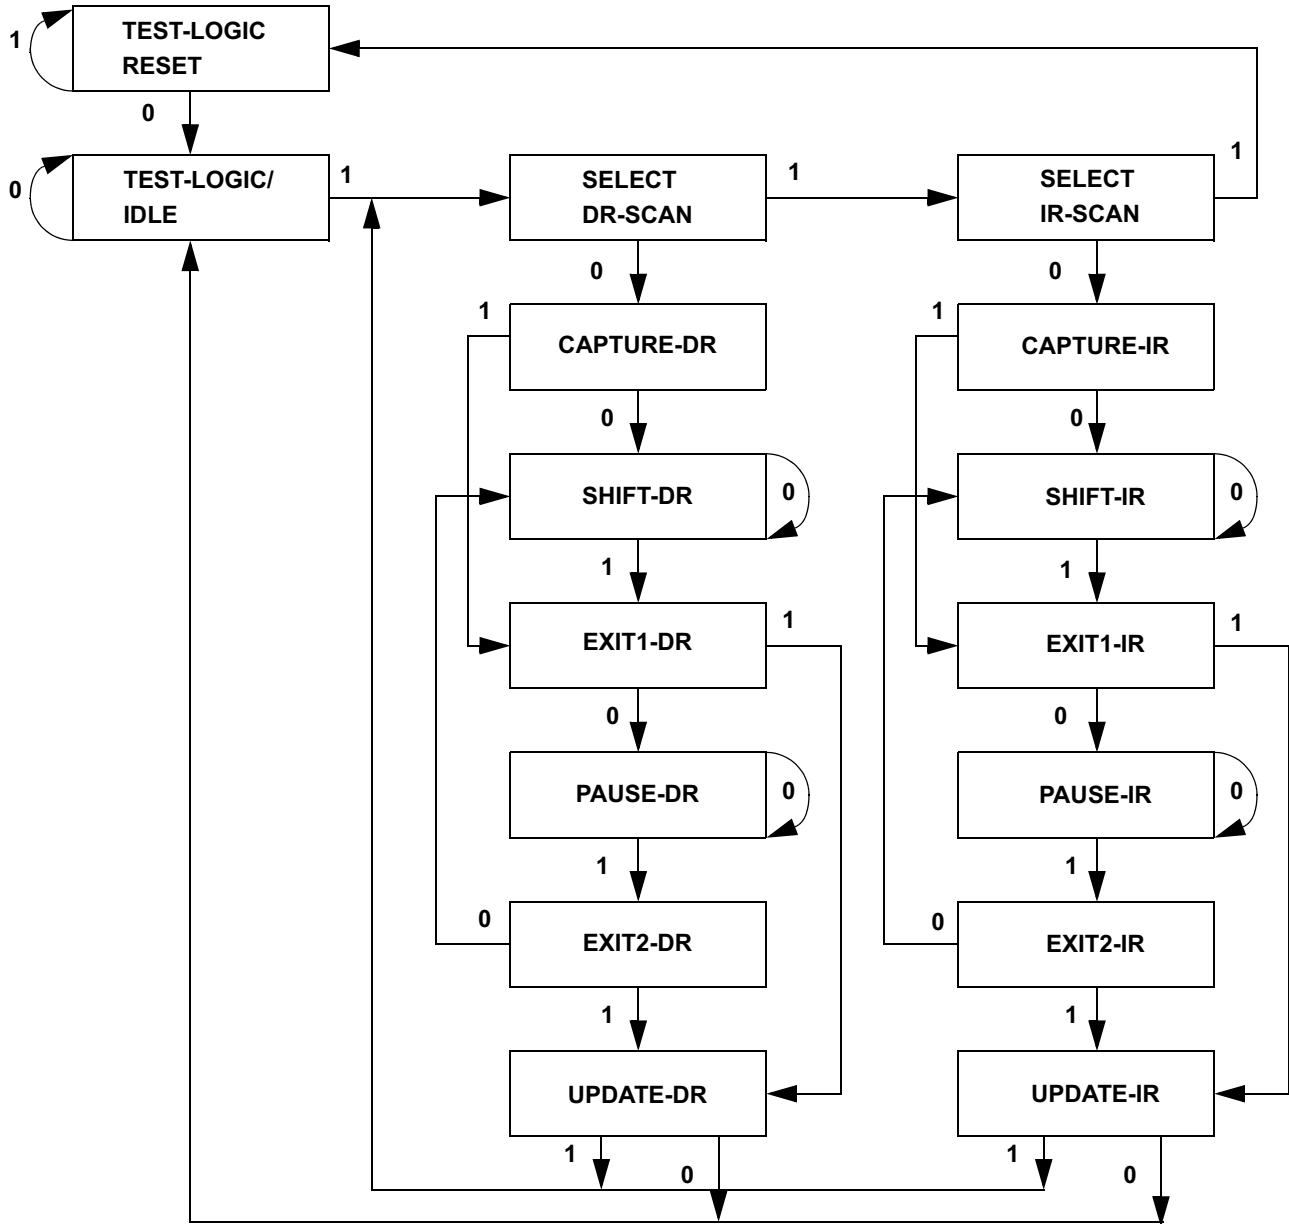 1
TEST-LOGIC
RESET
0
0
TEST-LOGIC/
IDLE
1
SELECT
DR-SCAN
1
SELECT
IR-SCAN
1
0
0
1
CAPTURE-DR
1
CAPTURE-IR
0
0
SHIFT-DR
0
SHIFT-IR
0
1
1
EXIT1-DR
1
EXIT1-IR
1
0
0
PAUSE-DR
0
PAUSE-IR
0
1
1
0
EXIT2-DR
0
EXIT2-IR
1
1
UPDATE-DR
UPDATE-IR
1
0
1
0